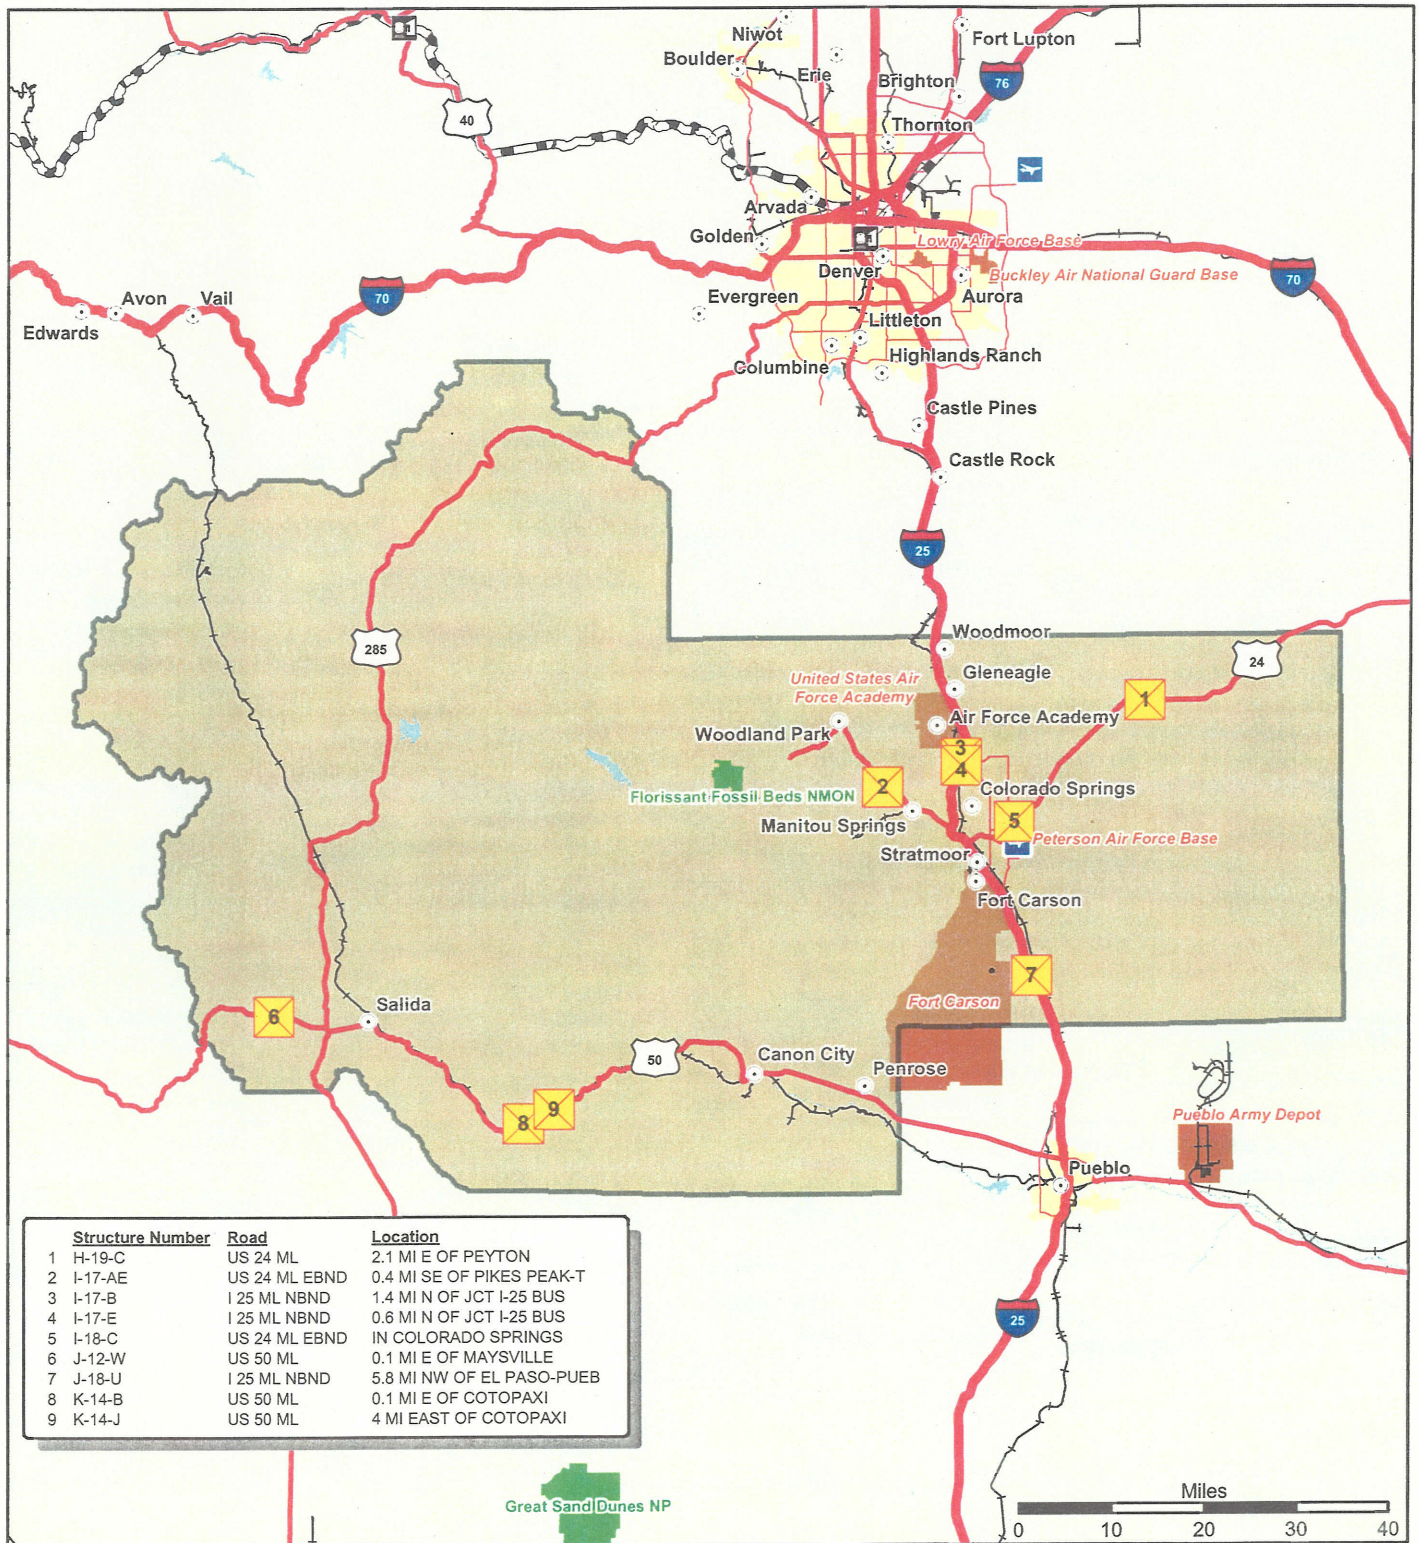 Niwot
Fort Lupton
Boulder
Erie
Brighton
76
40
Thornton
Arvada
Golden
Lowry Air Force Base
Denver
Buckley Air National Guard Base
70
70
Avon
Vail
Evergreen
Aurora
Edwards
Littleton
Highlands Ranch
Columbine
Castle Pines
Castle Rock
25
Woodmoor
285
24
Gleneagle
United States Air
Force Academy
1
Air Force Academy
Woodland Park
3
4
2
Colorado Springs
Florissant Fossil Beds NMON
Manitou Springs
5
Peterson Air Force Base
Stratmoor
Fort Carson
7
Fort Carson
Salida
6
50
Canon City
Penrose
9
8
Pueblo Army Depot
Pueblo
Structure Number Road Location
1 H-19-C US 24 ML 2.1 MI E OF PEYTON
2 I-17-AE US 24 ML EBND 0.4 MI SE OF PIKES PEAK-T
3 I-17-B I 25 ML NBND 1.4 MI N OF JCT I-25 BUS
4 I-17-E I 25 ML NBND 0.6 MI N OF JCT I-25 BUS
5 I-18-C US 24 ML EBND IN COLORADO SPRINGS
6 J-12-W US 50 ML 0.1 MI E OF MAYSVILLE
7 J-18-U I 25 ML NBND 5.8 MI NW OF EL PASO-PUEB
8 K-14-B US 50 ML 0.1 MI E OF COTOPAXI
9 K-14-J US 50 ML 4 MI EAST OF COTOPAXI
25
Great Sand Dunes NP
Miles
0 10 20 30 40